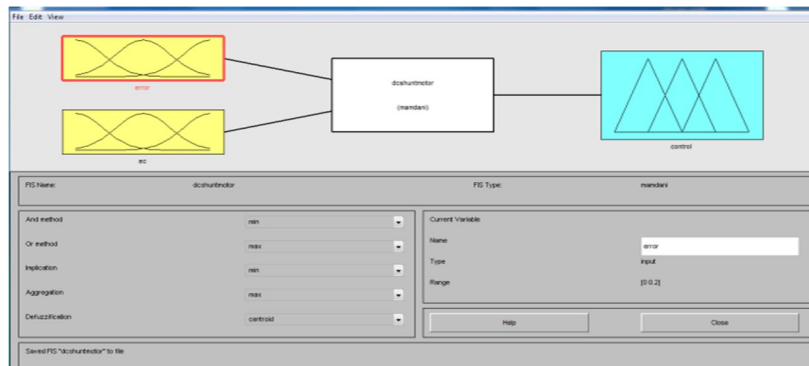 File Edit View
error
ec
dcshuntmotor
(mamdani)
control
FIS Name: dcshuntmotor FIS Type: mamdani
And method min
Or method max
Implication min
Aggregation max
Defuzzification centroid
Current Variable
Name error
Type input
Range [0 0.2]
Help Close
Saved FIS "dcshuntmotor" to file